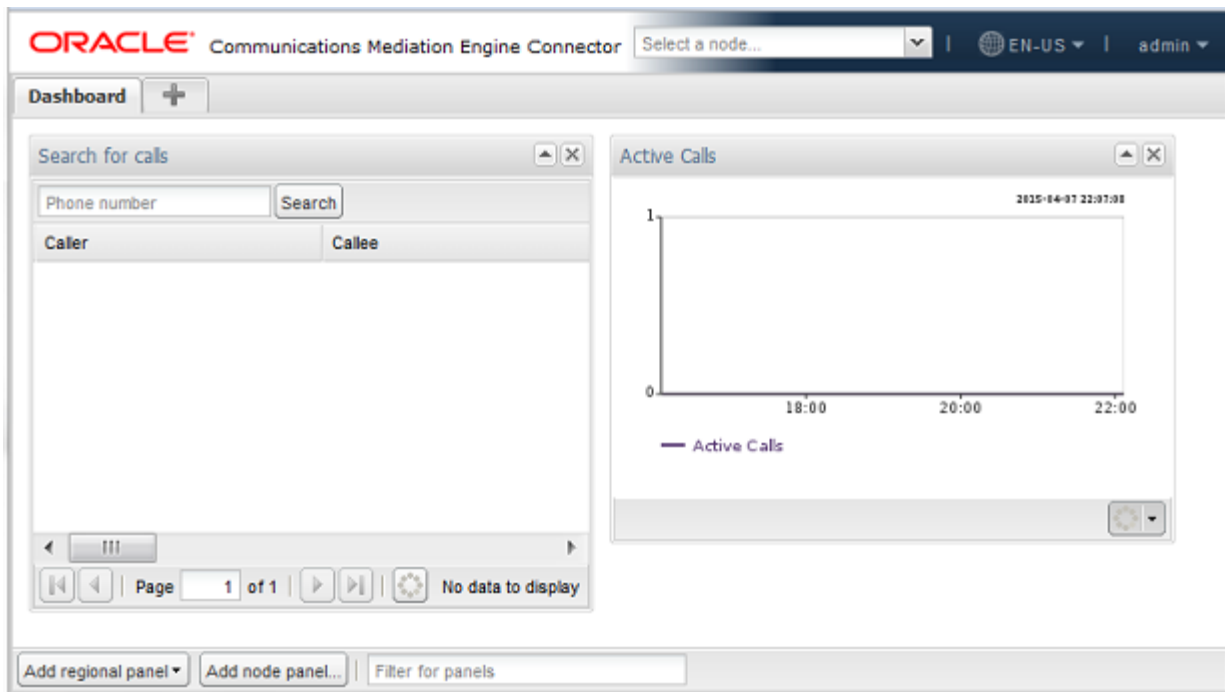 ORACLE® Communications Mediation Engine Connector Select a node... | EN-US | admin
Dashboard
Search for calls
Phone number Search
Caller Callee
Page 1 of 1 No data to display
Active Calls
2015-04-07 22:07:08
1
0
18:00 20:00 22:00
Active Calls
Add regional panel Add node panel... Filter for panels